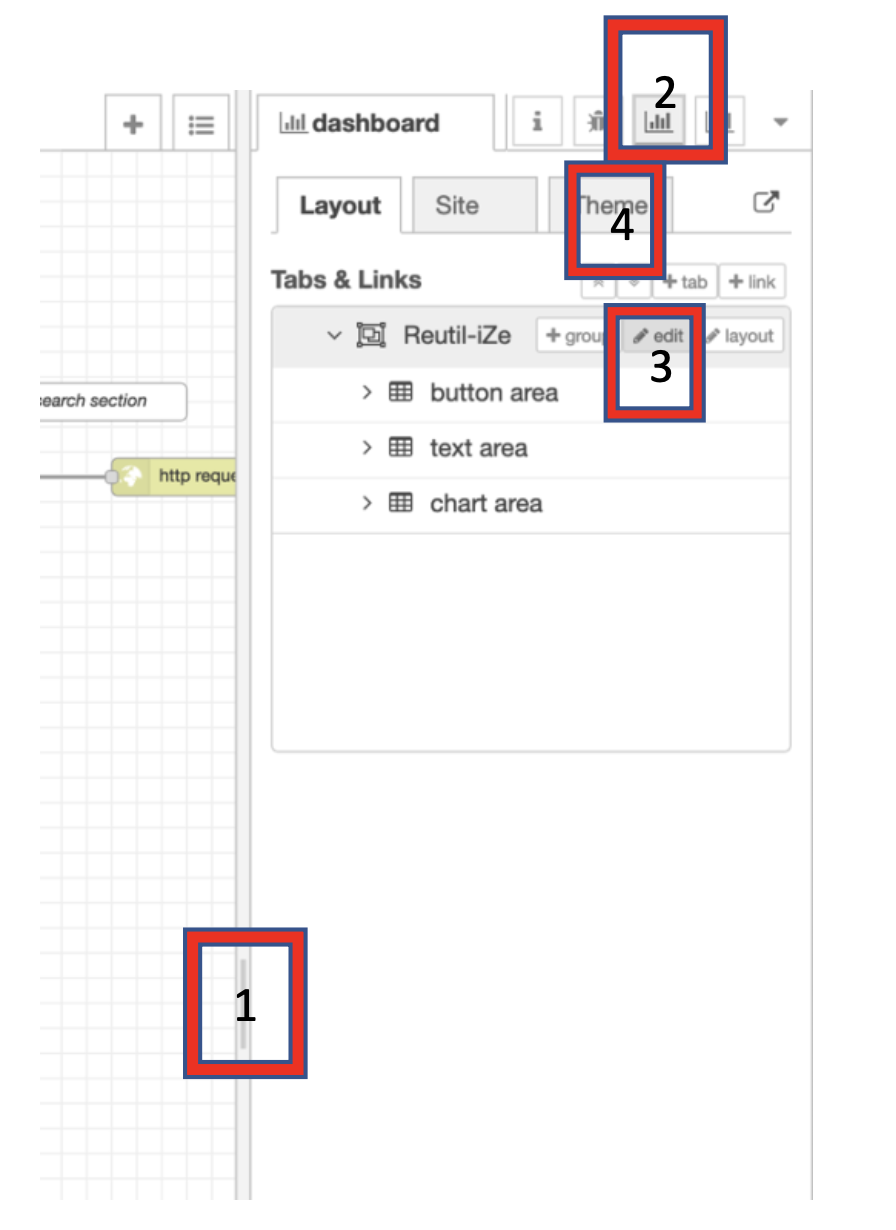 2
dashboard
i
Layout Site Theme
4
Tabs & Links +tab +link
Reutil-iZe +grou edit layout
3
button area
earch section
text area
http reque
chart area
1